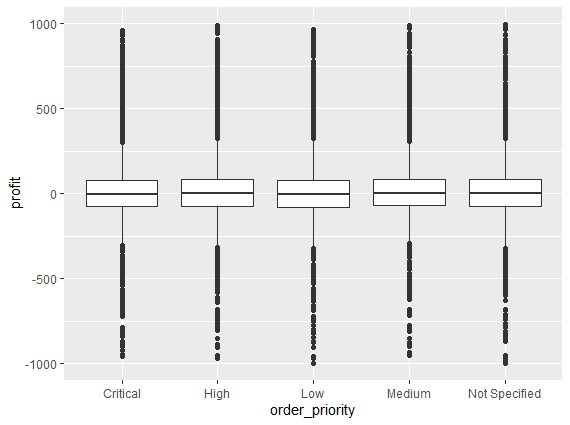 1000
500
0
-500
-1000
profit
Critical High Low Medium Not Specified
order_priority